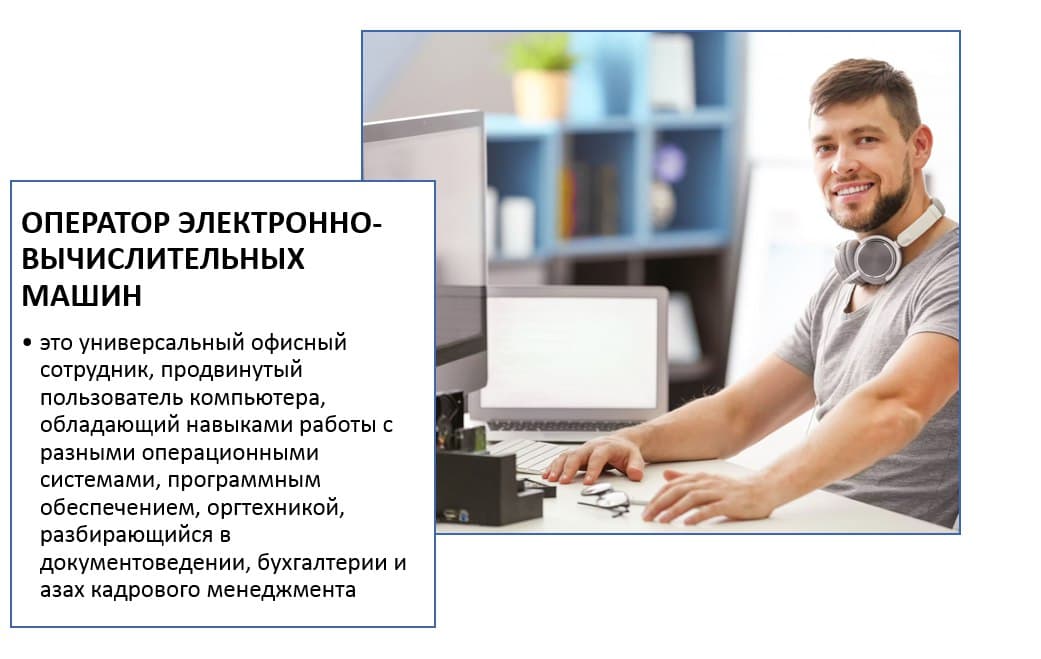 ОПЕРАТОР ЭЛЕКТРОННО-
ВЫЧИСЛИТЕЛЬНЫХ
МАШИН
• это универсальный офисный
сотрудник, продвинутый
пользователь компьютера,
обладающий навыками работы с
разными операционными
системами, программным
обеспечением, оргтехникой,
разбирающийся в
документоведении, бухгалтерии и
азах кадрового менеджмента